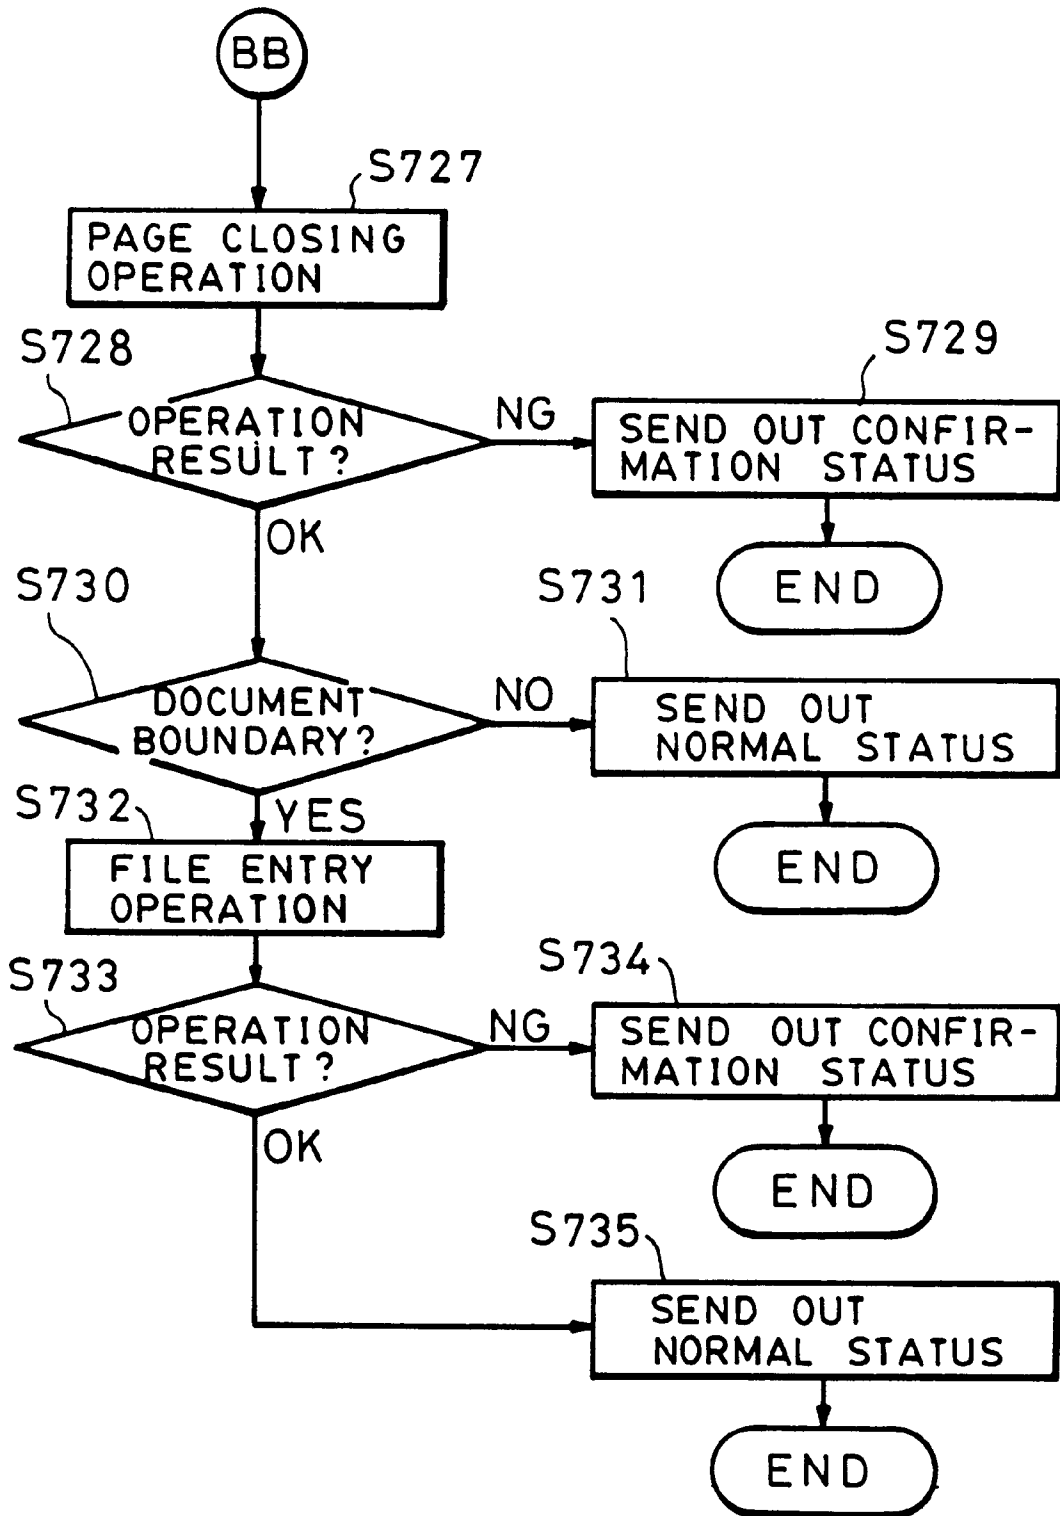 BB
S727
PAGE CLOSING
OPERATION
S728
OPERATION
RESULT?
NG
S729
SEND OUT CONFIR-
MATION STATUS
END
OK
S730
DOCUMENT
BOUNDARY?
NO
S731
SEND OUT
NORMAL STATUS
END
YES
S732
FILE ENTRY
OPERATION
S733
OPERATION
RESULT?
NG
S734
SEND OUT CONFIR-
MATION STATUS
END
OK
S735
SEND OUT
NORMAL STATUS
END